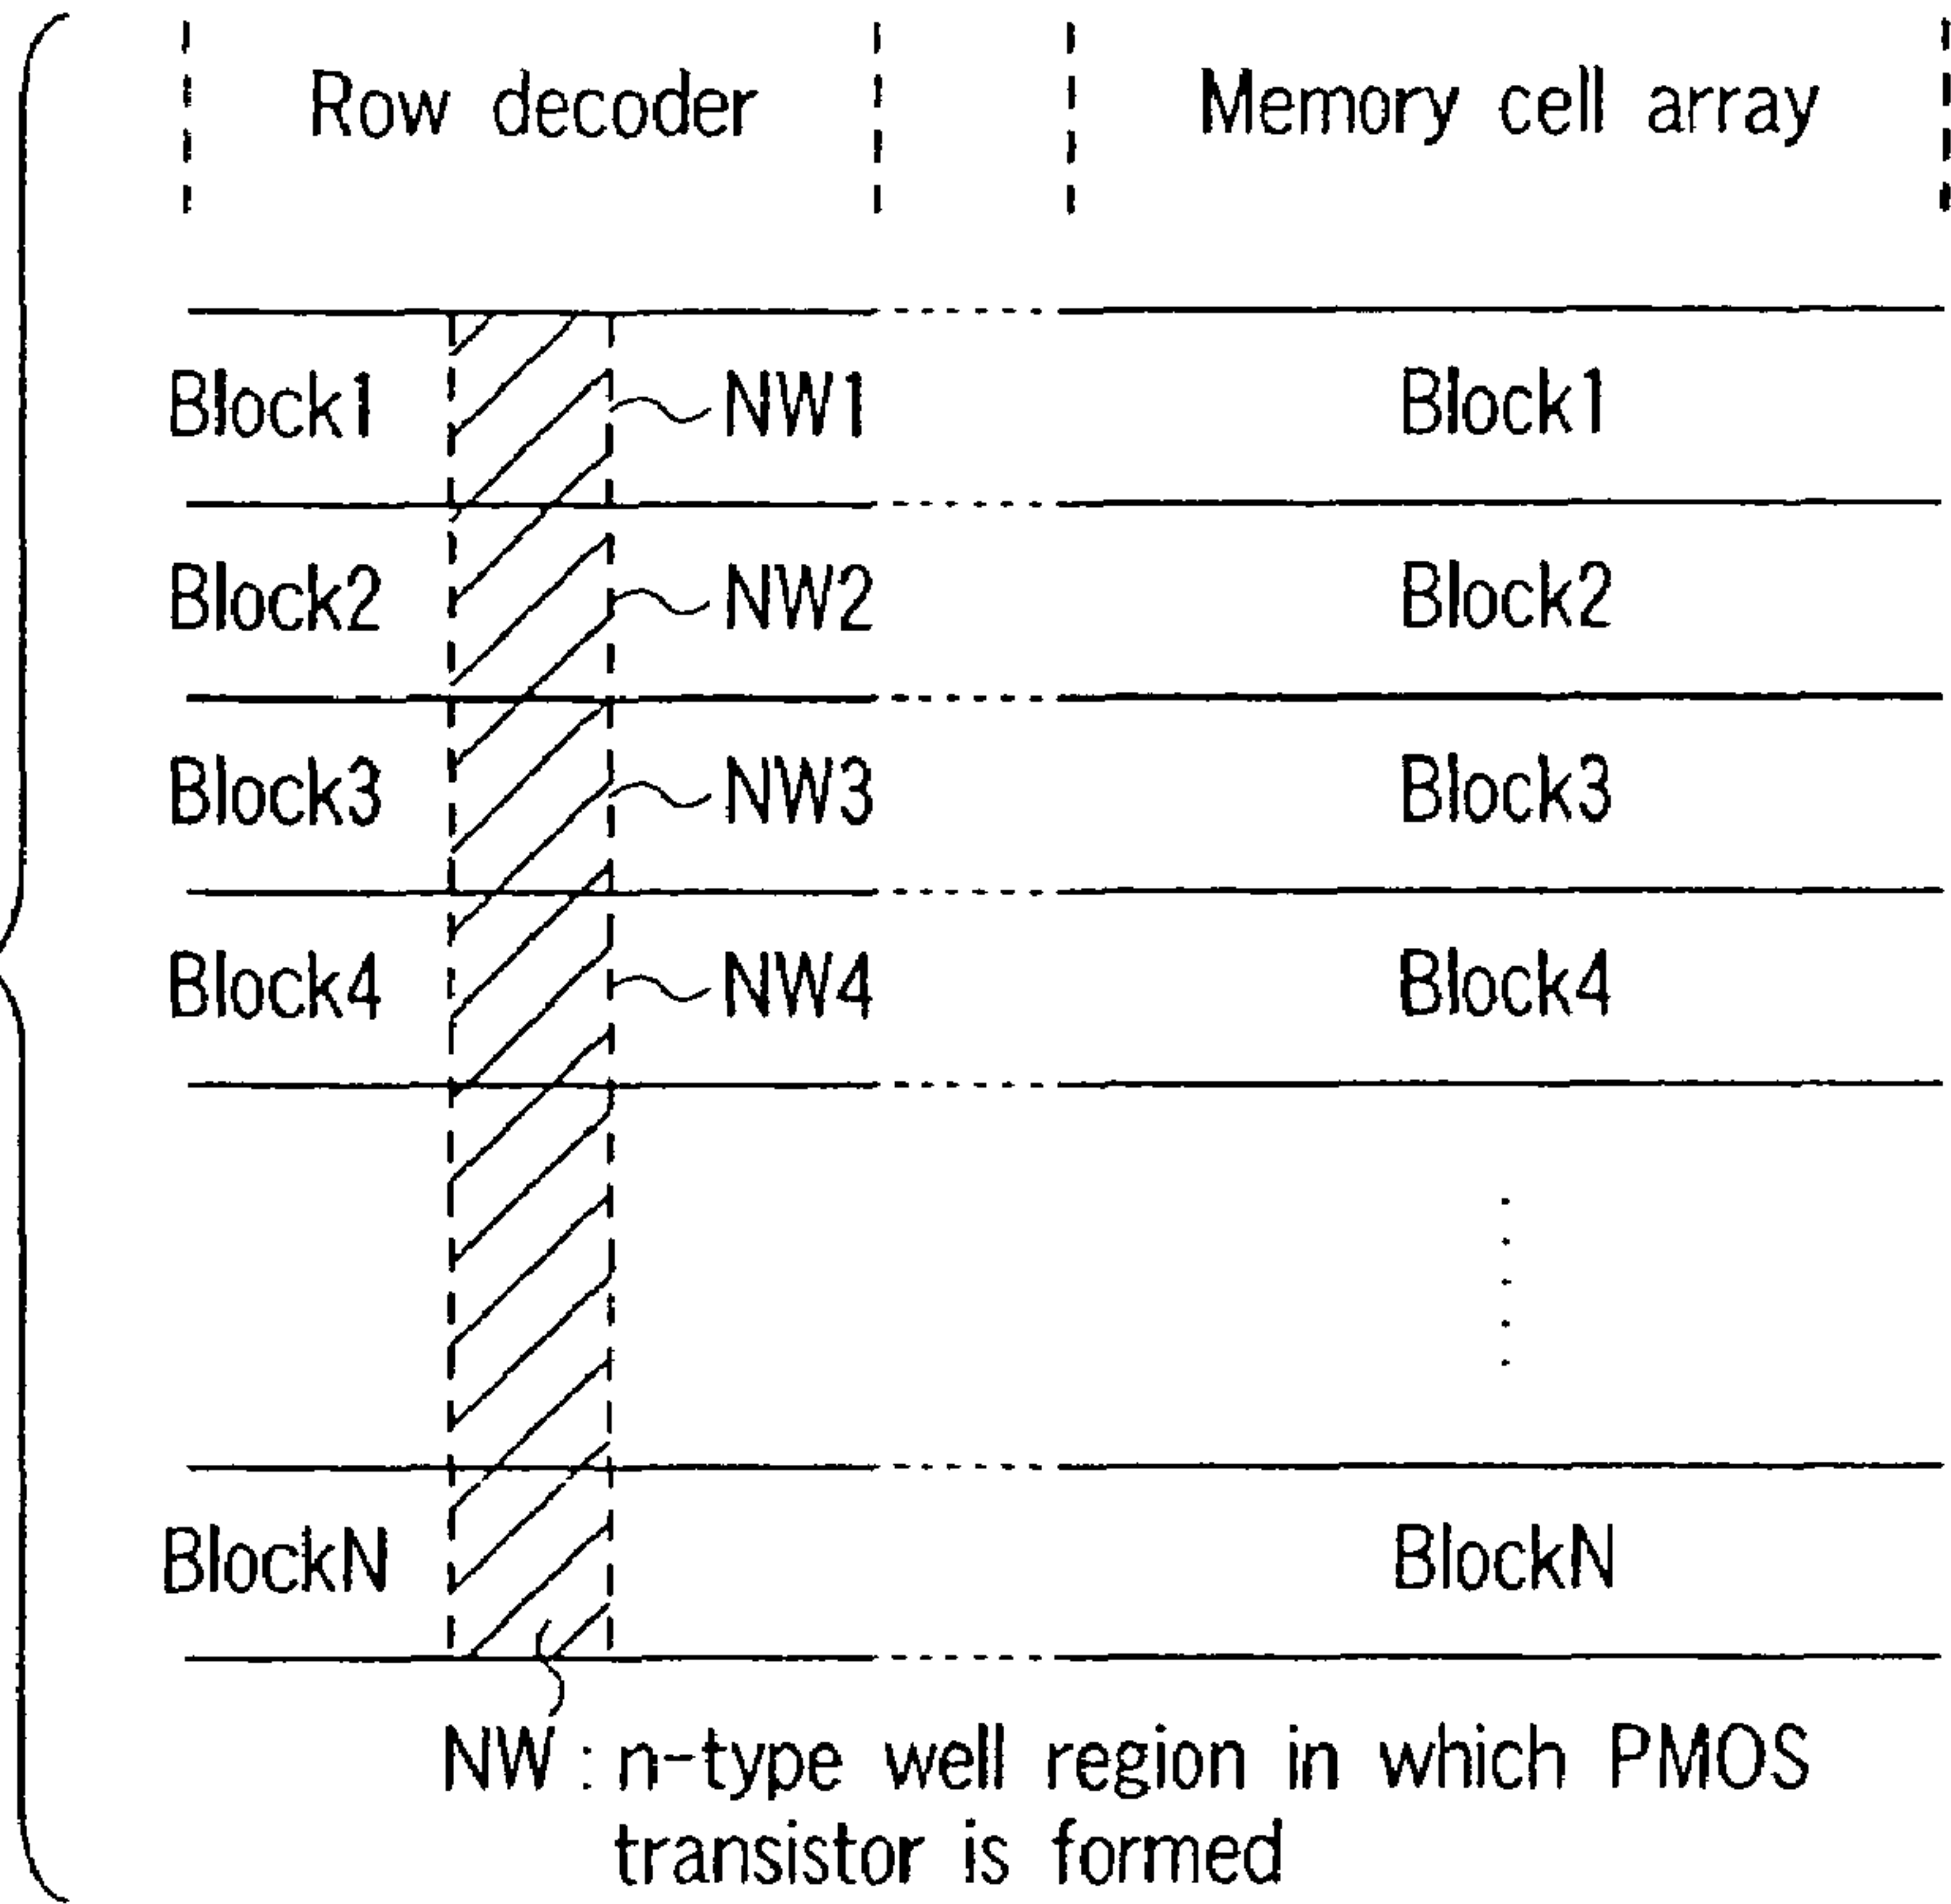 Row decoder Memory cell array
Block1 NW1 Block1
Block2 NW2 Block2
Block3 NW3 Block3
Block4 NW4 Block4
BlockN BlockN
NW : n-type well region in which PMOS
transistor is formed